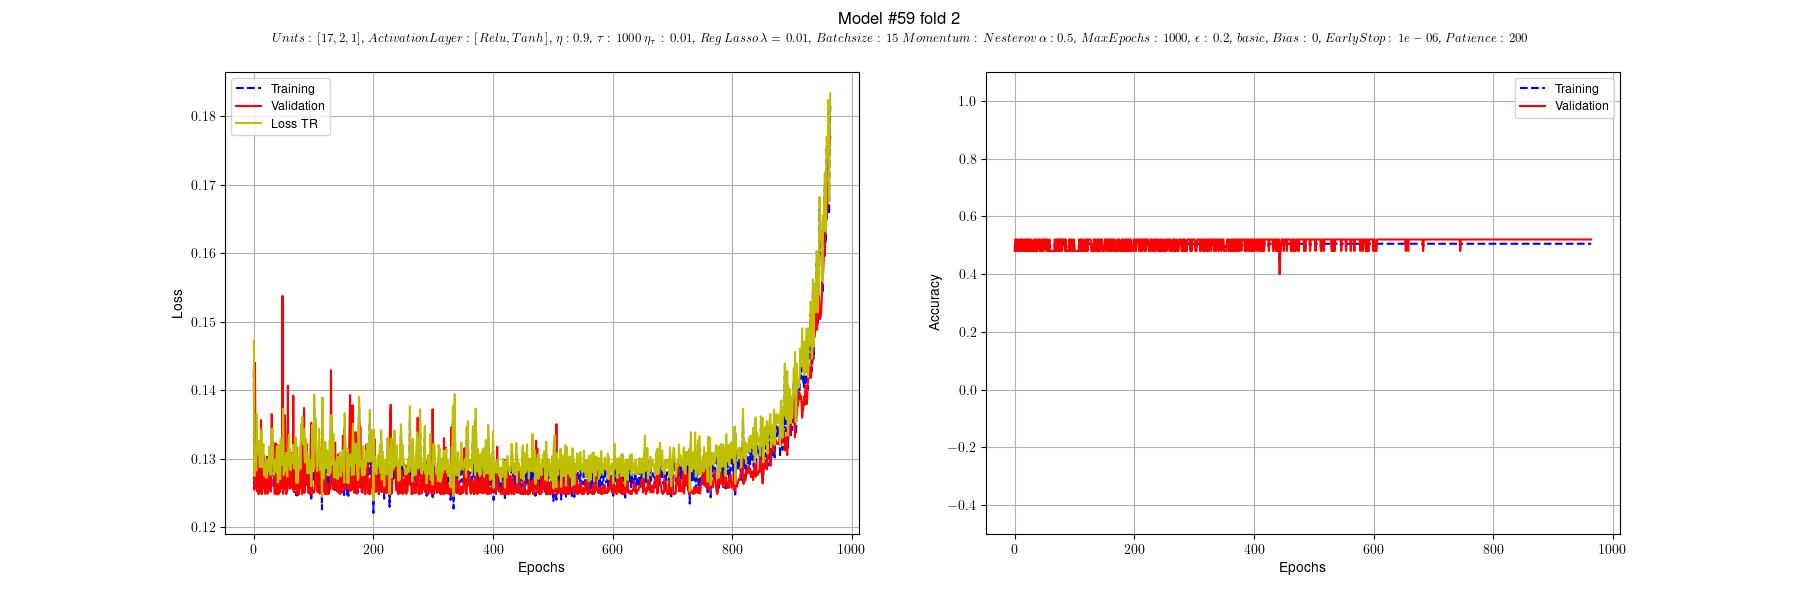 Model #59 fold 2
Units : [17, 2, 1], ActivationLayer : [Relu, Tanh], η : 0.9, τ : 1000 ητ : 0.01, Reg Lasso λ = 0.01, Batchsize : 15 Momentum : Nesterov α : 0.5, MaxEpochs : 1000, ϵ : 0.2, basic, Bias : 0, EarlyStop : 1e − 06, Patience : 200
Training
Validation
Loss TR
0.18
0.17
0.16
0.15
0.14
0.13
0.12
Loss
0 200 400 600 800 1000
Epochs
Training
Validation
1.0
0.8
0.6
0.4
0.2
0.0
−0.2
−0.4
Accuracy
0 200 400 600 800 1000
Epochs